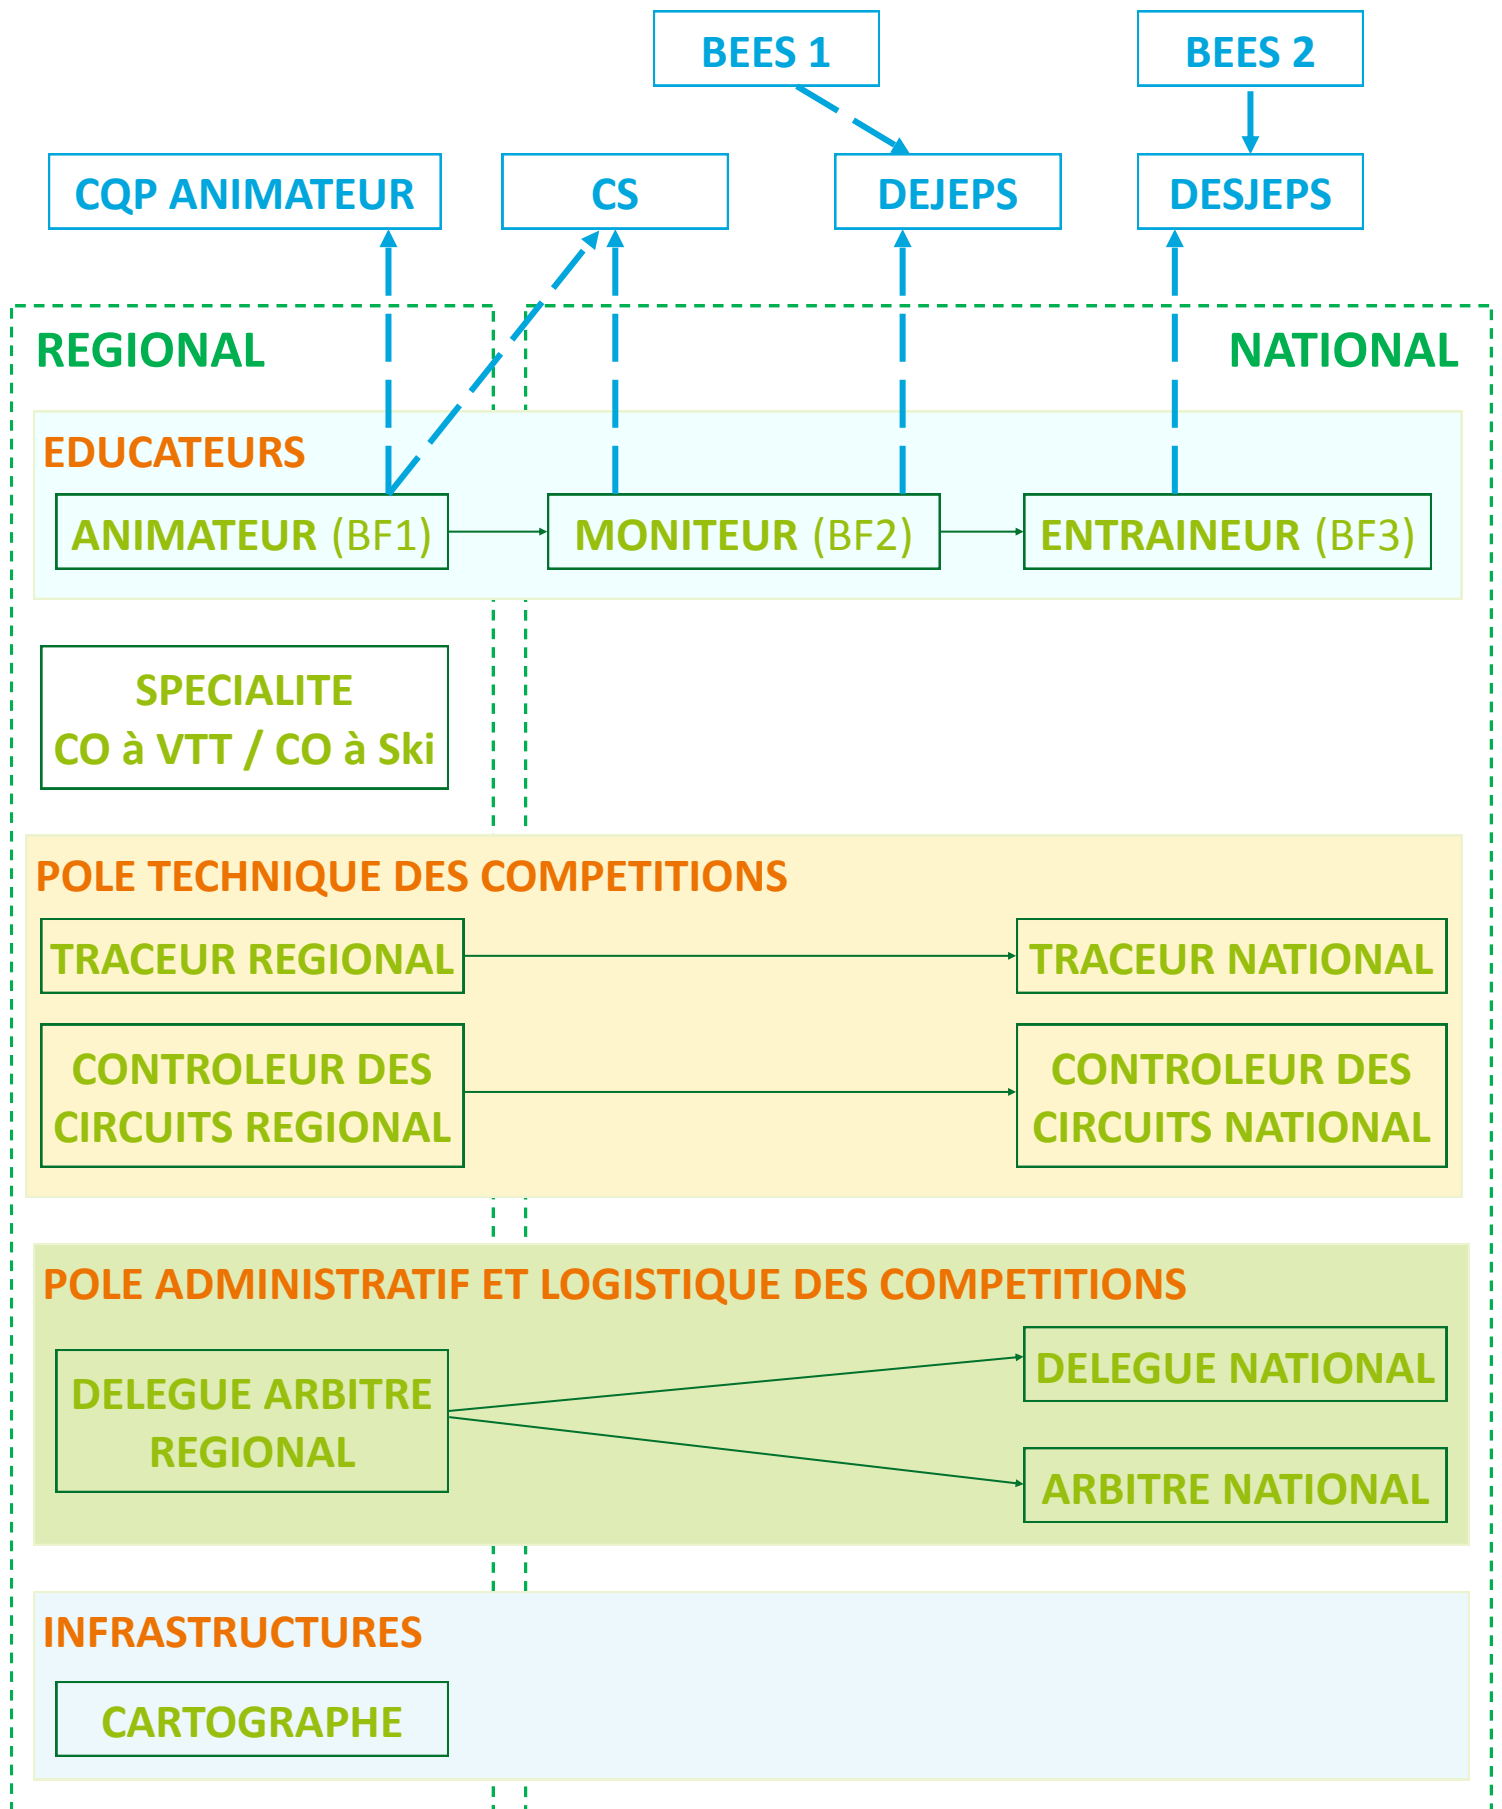 BEES 1
BEES 2
CQP ANIMATEUR
CS
DEJEPS
DESJEPS
REGIONAL
NATIONAL
EDUCATEURS
ANIMATEUR (BF1)
MONITEUR (BF2)
ENTRAINEUR (BF3)
SPECIALITE
CO à VTT / CO à Ski
POLE TECHNIQUE DES COMPETITIONS
TRACEUR REGIONAL
TRACEUR NATIONAL
CONTROLEUR DES
CIRCUITS REGIONAL
CONTROLEUR DES
CIRCUITS NATIONAL
POLE ADMINISTRATIF ET LOGISTIQUE DES COMPETITIONS
DELEGUE ARBITRE
REGIONAL
DELEGUE NATIONAL
ARBITRE NATIONAL
INFRASTRUCTURES
CARTOGRAPHE